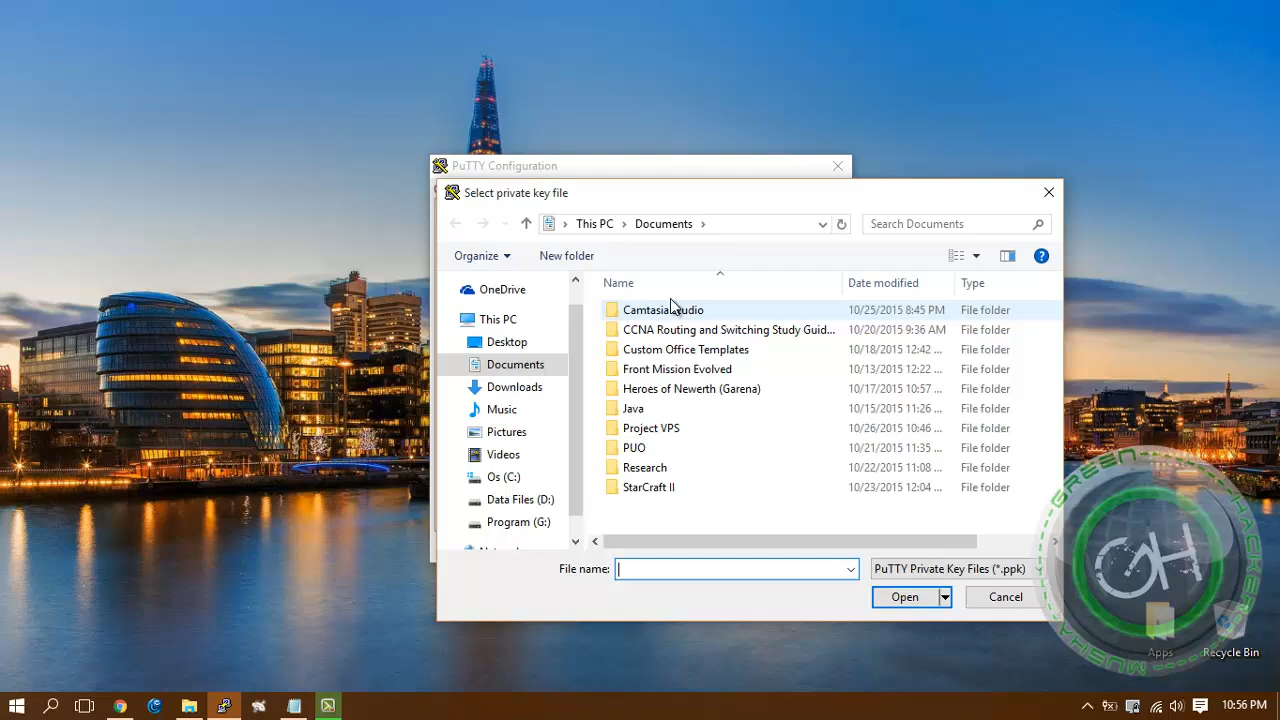 PuTTY Configuration
Select private key file
This PC
Documents
Search Documents
Organize
New folder
OneDrive
This PC
Desktop
Documents
Downloads
Music
Pictures
Videos
Os (C:)
Data Files (D:)
Program (G:)
Name
Date modified
Type
Camtasia Studio 10/25/2015 8:45 PM File folder
CCNA Routing and Switching Study Guid... 10/20/2015 9:36 AM File folder
Custom Office Templates 10/18/2015 12:42 ... File folder
Front Mission Evolved 10/13/2015 12:22 ... File folder
Heroes of Newerth (Garena) 10/17/2015 10:57 ... File folder
Java 10/15/2015 11:26 ... File folder
Project VPS 10/26/2015 10:46 ... File folder
PUO 10/21/2015 11:35 ... File folder
Research 10/22/2015 11:08 ... File folder
StarCraft II 10/23/2015 12:04 ... File folder
File name:
PuTTY Private Key Files (*.ppk)
Open
Cancel
GREEN HACKERS
MUSHA
GH
Apps
Recycle Bin
10:56 PM